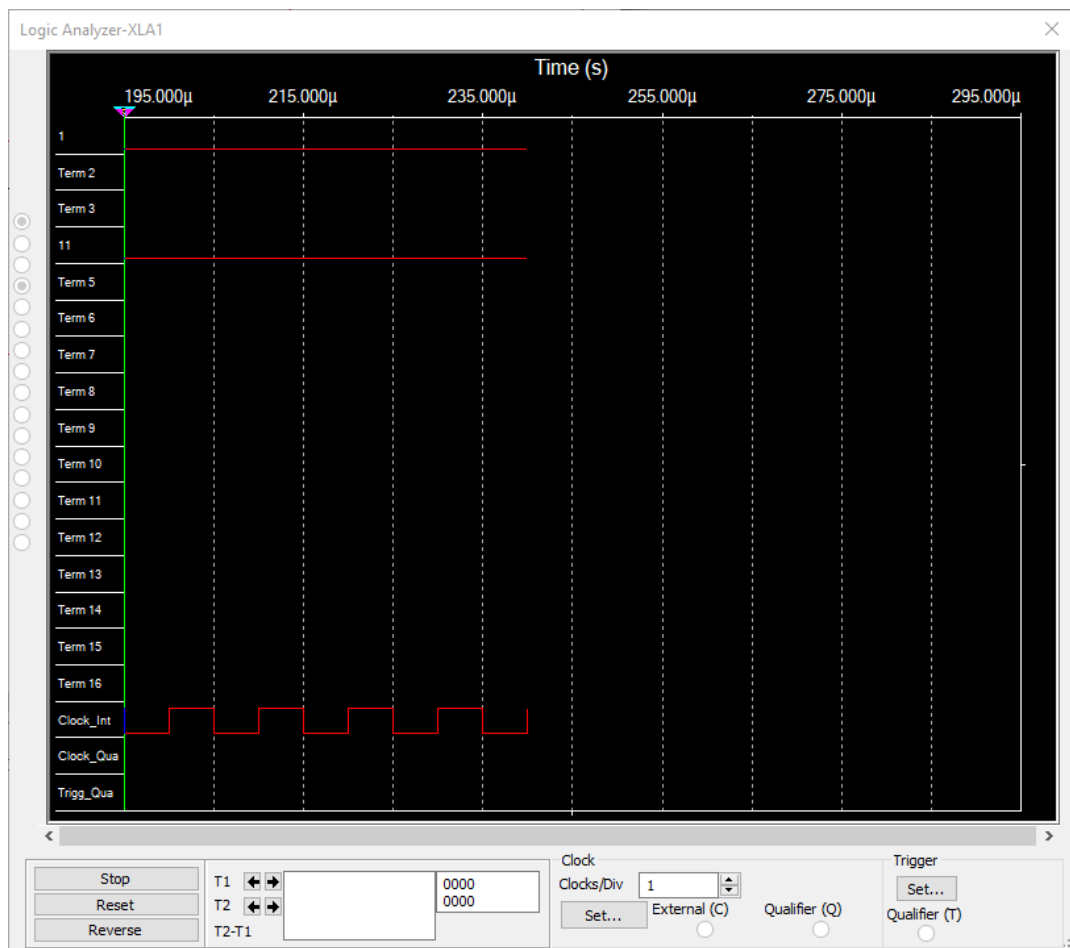 Logic Analyzer-XLA1
Time (s)
195.000µ 215.000µ 235.000µ 255.000µ 275.000µ 295.000µ
1
Term 2
Term 3
11
Term 5
Term 6
Term 7
Term 8
Term 9
Term 10
Term 11
Term 12
Term 13
Term 14
Term 15
Term 16
Clock_Int
Clock_Qua
Trigg_Qua
Stop
Reset
Reverse
T1
T2
T2-T1
0000
0000
Clock
Clocks/Div 1
Set... External (C) Qualifier (Q)
Trigger
Set...
Qualifier (T)